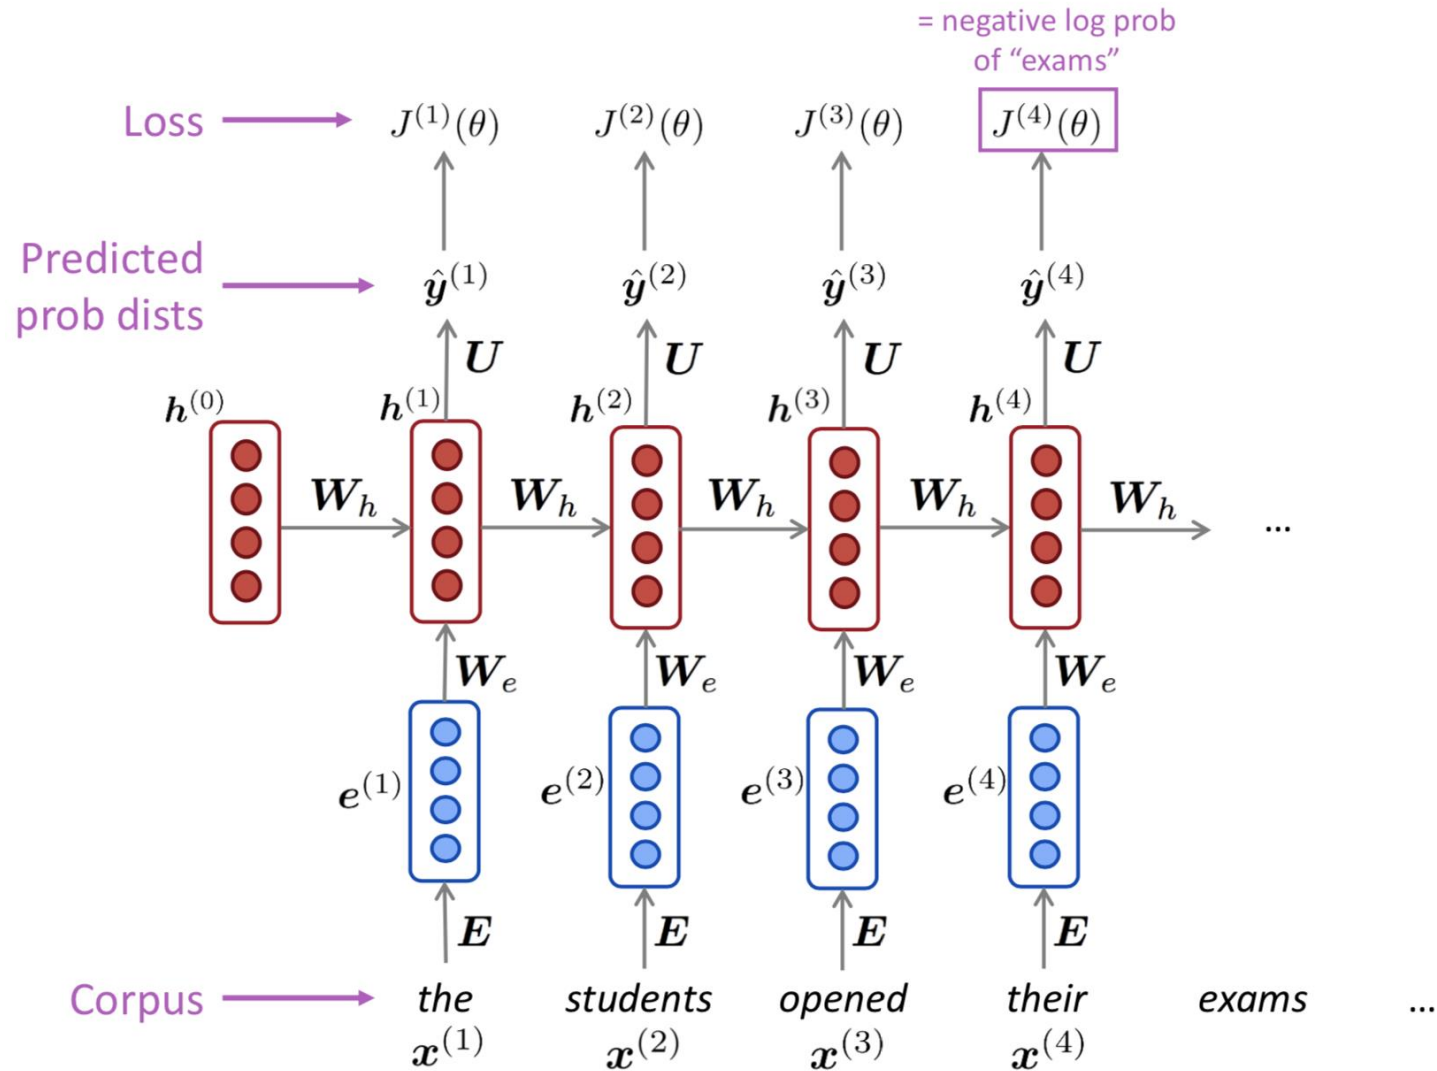 = negative log prob
of “exams”
Loss J⁽¹⁾(θ) J⁽²⁾(θ) J⁽³⁾(θ) J⁽⁴⁾(θ)
Predicted
prob dists
ŷ⁽¹⁾ ŷ⁽²⁾ ŷ⁽³⁾ ŷ⁽⁴⁾
U U U U
h⁽⁰⁾ h⁽¹⁾ h⁽²⁾ h⁽³⁾ h⁽⁴⁾
Wₕ Wₕ Wₕ Wₕ Wₕ ...
Wₑ Wₑ Wₑ Wₑ
e⁽¹⁾ e⁽²⁾ e⁽³⁾ e⁽⁴⁾
E E E E
Corpus the students opened their exams ...
x⁽¹⁾ x⁽²⁾ x⁽³⁾ x⁽⁴⁾